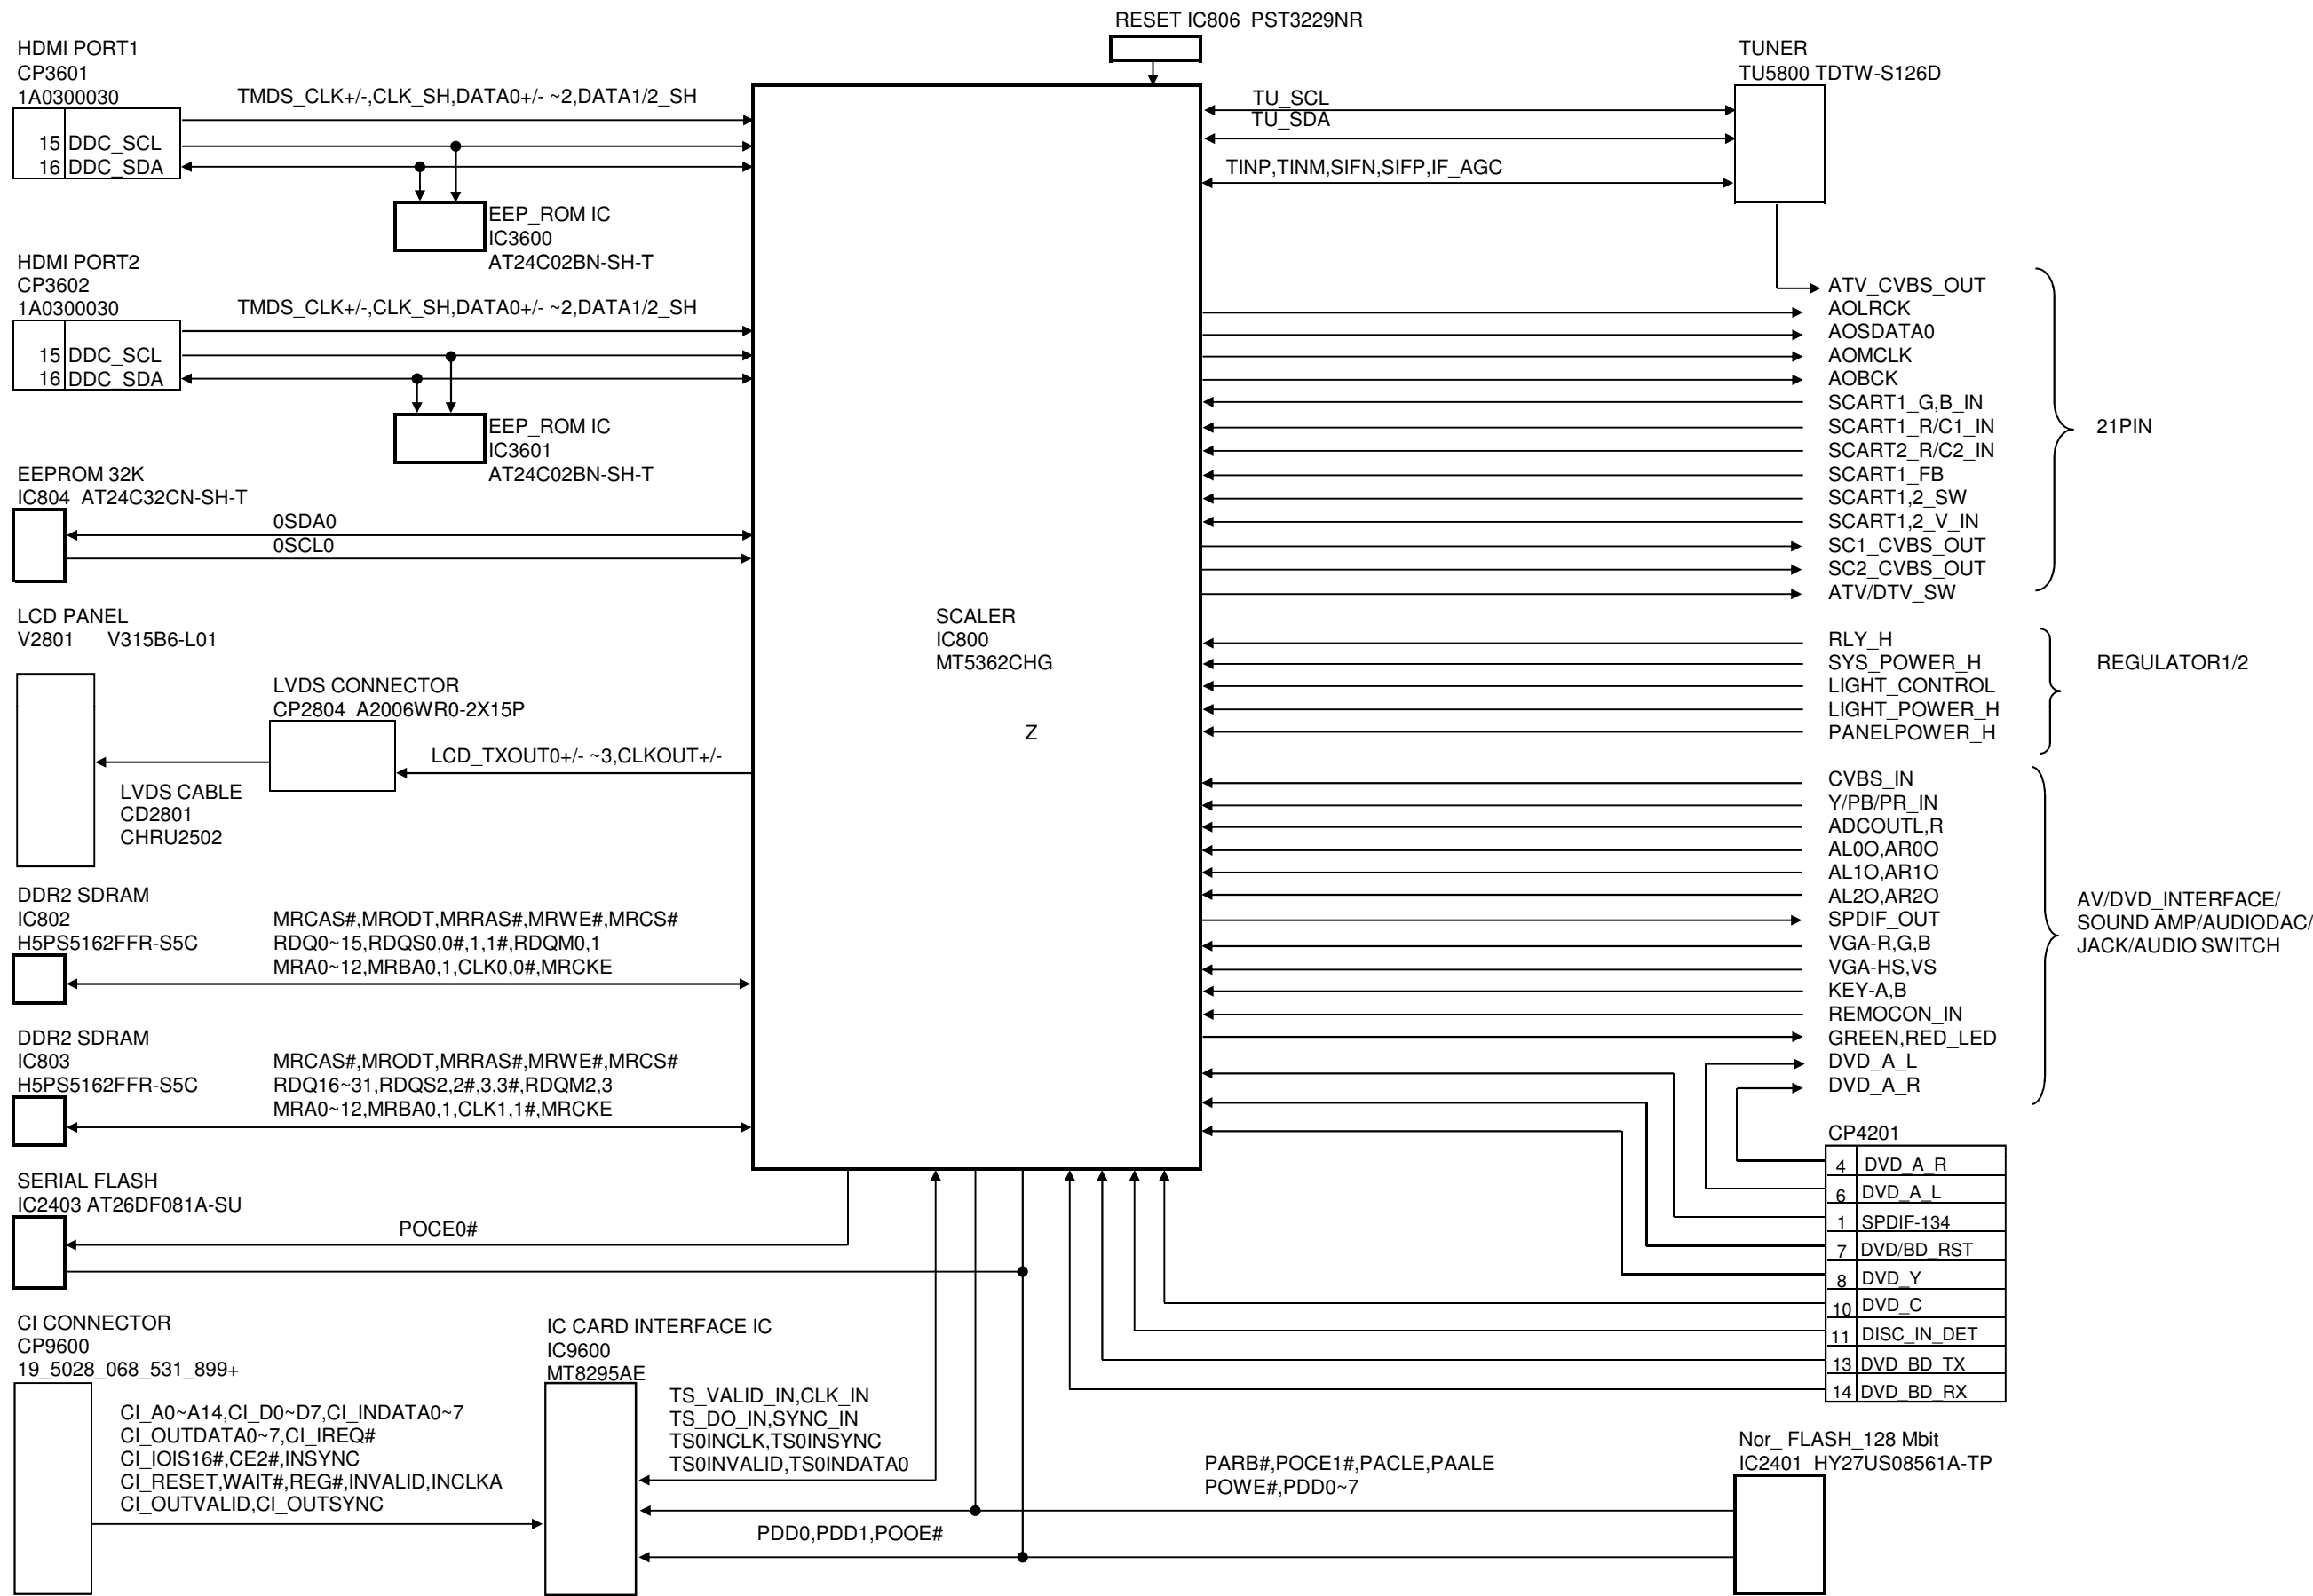 RESET IC806 PST3229NR
HDMI PORT1
CP3601
1A0300030
TMDS_CLK+/-,CLK_SH,DATA0+/- ~2,DATA1/2_SH
15 DDC_SCL
16 DDC_SDA
EEP_ROM IC
IC3600
AT24C02BN-SH-T
HDMI PORT2
CP3602
1A0300030
TMDS_CLK+/-,CLK_SH,DATA0+/- ~2,DATA1/2_SH
15 DDC_SCL
16 DDC_SDA
EEP_ROM IC
IC3601
AT24C02BN-SH-T
EEPROM 32K
IC804 AT24C32CN-SH-T
0SDA0
0SCL0
LCD PANEL
V2801 V315B6-L01
LVDS CONNECTOR
CP2804 A2006WR0-2X15P
LCD_TXOUT0+/- ~3,CLKOUT+/-
LVDS CABLE
CD2801
CHRU2502
DDR2 SDRAM
IC802
H5PS5162FFR-S5C
MRCAS#,MRODT,MRRAS#,MRWE#,MRCS#
RDQ0~15,RDQS0,0#,1,1#,RDQM0,1
MRA0~12,MRBA0,1,CLK0,0#,MRCKE
DDR2 SDRAM
IC803
H5PS5162FFR-S5C
MRCAS#,MRODT,MRRAS#,MRWE#,MRCS#
RDQ16~31,RDQS2,2#,3,3#,RDQM2,3
MRA0~12,MRBA0,1,CLK1,1#,MRCKE
SERIAL FLASH
IC2403 AT26DF081A-SU
POCE0#
CI CONNECTOR
CP9600
19_5028_068_531_899+
CI_A0~A14,CI_D0~D7,CI_INDATA0~7
CI_OUTDATA0~7,CI_IREQ#
CI_IOIS16#,CE2#,INSYNC
CI_RESET,WAIT#,REG#,INVALID,INCLKA
CI_OUTVALID,CI_OUTSYNC
IC CARD INTERFACE IC
IC9600
MT8295AE
TS_VALID_IN,CLK_IN
TS_DO_IN,SYNC_IN
TS0INCLK,TS0INSYNC
TS0INVALID,TS0INDATA0
PDD0,PDD1,POOE#
SCALER
IC800
MT5362CHG
Z
TUNER
TU5800 TDTW-S126D
TU_SCL
TU_SDA
TINP,TINM,SIFN,SIFP,IF_AGC
ATV_CVBS_OUT
AOLRCK
AOSDATA0
AOMCLK
AOBCK
SCART1_G,B_IN
SCART1_R/C1_IN
SCART2_R/C2_IN
SCART1_FB
SCART1,2_SW
SCART1,2_V_IN
SC1_CVBS_OUT
SC2_CVBS_OUT
ATV/DTV_SW
21PIN
RLY_H
SYS_POWER_H
LIGHT_CONTROL
LIGHT_POWER_H
PANELPOWER_H
REGULATOR1/2
CVBS_IN
Y/PB/PR_IN
ADCOUTL,R
AL0O,AR0O
AL1O,AR1O
AL2O,AR2O
SPDIF_OUT
VGA-R,G,B
VGA-HS,VS
KEY-A,B
REMOCON_IN
GREEN,RED_LED
DVD_A_L
DVD_A_R
AV/DVD_INTERFACE/
SOUND AMP/AUDIODAC/
JACK/AUDIO SWITCH
CP4201
4 DVD_A_R
6 DVD_A_L
1 SPDIF-134
7 DVD/BD_RST
8 DVD_Y
10 DVD_C
11 DISC_IN_DET
13 DVD_BD_TX
14 DVD_BD_RX
Nor_ FLASH_128 Mbit
IC2401 HY27US08561A-TP
PARB#,POCE1#,PACLE,PAALE
POWE#,PDD0~7